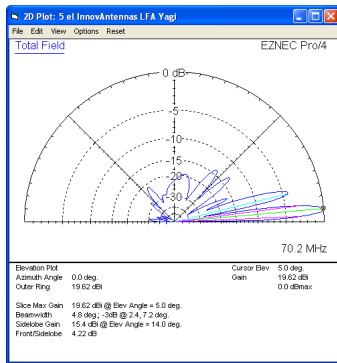 2D Plot: 5 el InnovAntennas LFA Yagi
File Edit View Options Reset
Total Field
EZNEC Pro/4
0 dB
-5
-10
-15
-20
-30
70.2 MHz
Elevation Plot
Azimuth Angle 0.0 deg.
Outer Ring 19.62 dBi
Slice Max Gain 19.62 dBi @ Elev Angle = 5.0 deg.
Beamwidth 4.8 deg.; -3dB @ 2.4, 7.2 deg.
Sidelobe Gain 15.4 dBi @ Elev Angle = 14.0 deg.
Front/Sidelobe 4.22 dB
Cursor Elev 5.0 deg.
Gain 19.62 dBi
0.0 dBmax